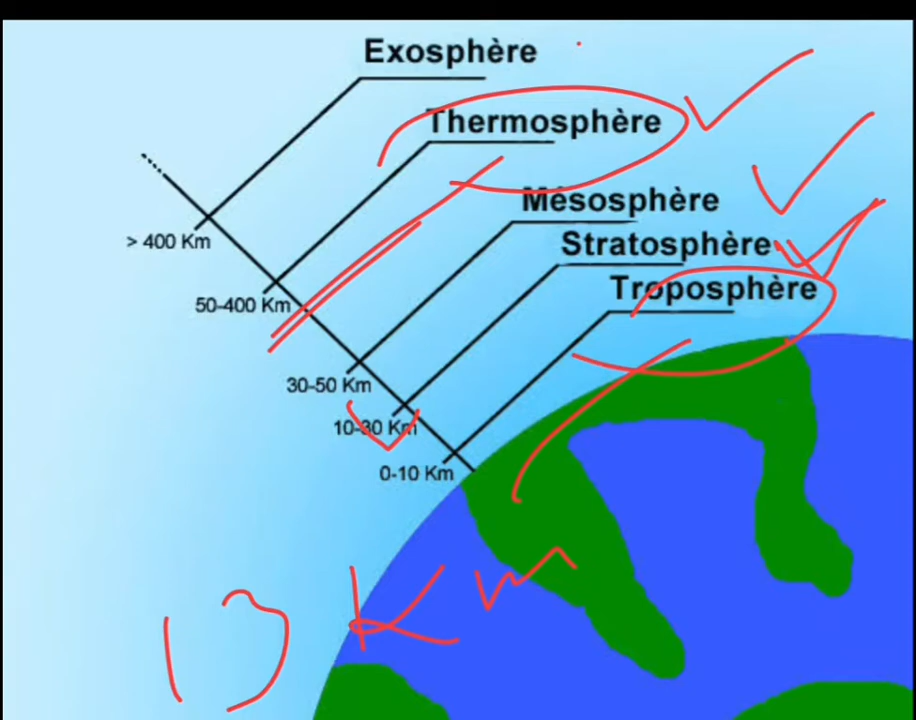 Exosphère
Thermosphère
Mésosphère
> 400 Km
Stratosphère
Troposphère
50-400 Km
30-50 Km
10-30 Km
0-10 Km
13 Km